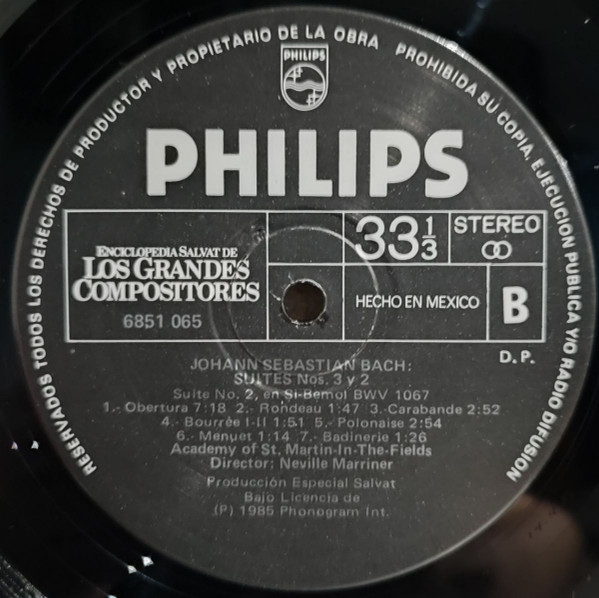 RESERVADOS TODOS LOS DERECHOS DE PRODUCTOR Y PROPIETARIO DE LA OBRA PROHIBIDA SU COPIA, EJECUCION PUBLICA Y/O RADIO DIFUSION
PHILIPS
PHILIPS
ENCICLOPEDIA SALVAT DE
LOS GRANDES
COMPOSITORES
6851 065
33 1/3
STEREO
HECHO EN MEXICO
B
D.P.
JOHANN SEBASTIAN BACH:
SUITES Nos. 3 y 2
Suite No. 2, en Si-Bemol BWV 1067
1.- Obertura 7:18 2.- Rondeau 1:47 3.-Carabande 2:52
4.- Bourrée I-II 1:51 5.- Polonaise 2:54
6.- Menuet 1:14 7.- Badinerie 1:26
Academy of St. Martin-In-The-Fields
Director: Neville Marriner
Producción Especial Salvat
Bajo Licencia de
(P) 1985 Phonogram Int.